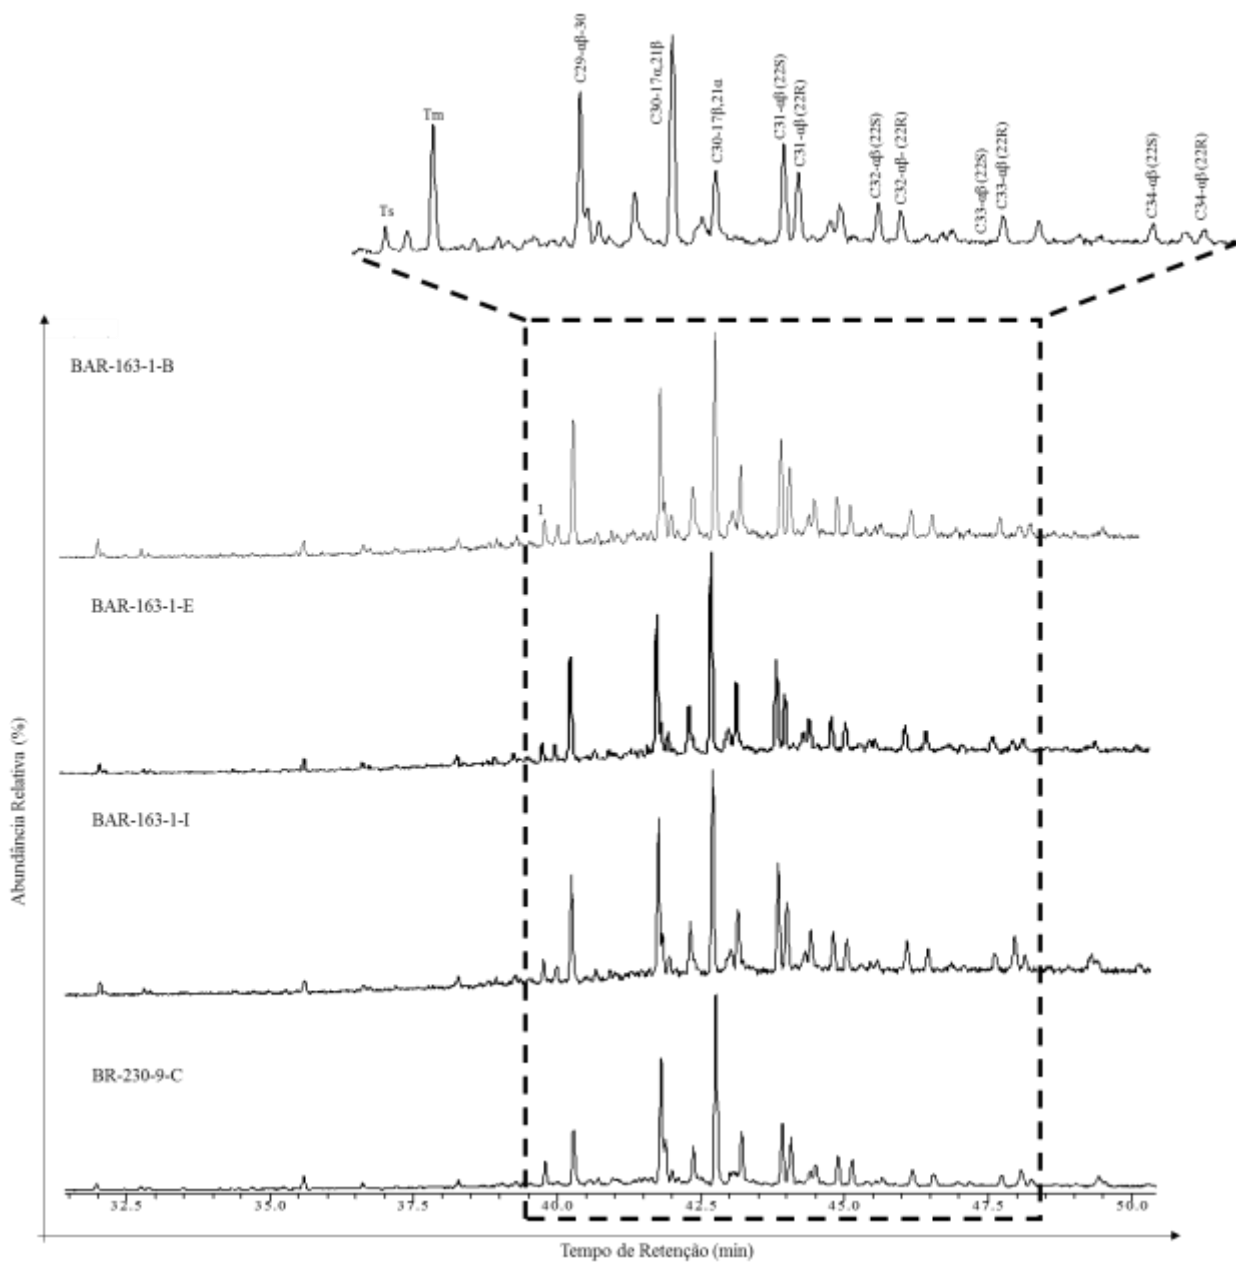 Ts
Tm
C29-αβ-30
C30-17α,21β
C30-17β,21α
C31-αβ (22S)
C31-αβ (22R)
C32-αβ (22S)
C32-αβ- (22R)
C33-αβ (22S)
C33-αβ (22R)
C34-αβ (22S)
C34-αβ (22R)
BAR-163-1-B
1
BAR-163-1-E
BAR-163-1-I
BR-230-9-C
Abundância Relativa (%)
32.5 35.0 37.5 40.0 42.5 45.0 47.5 50.0
Tempo de Retenção (min)